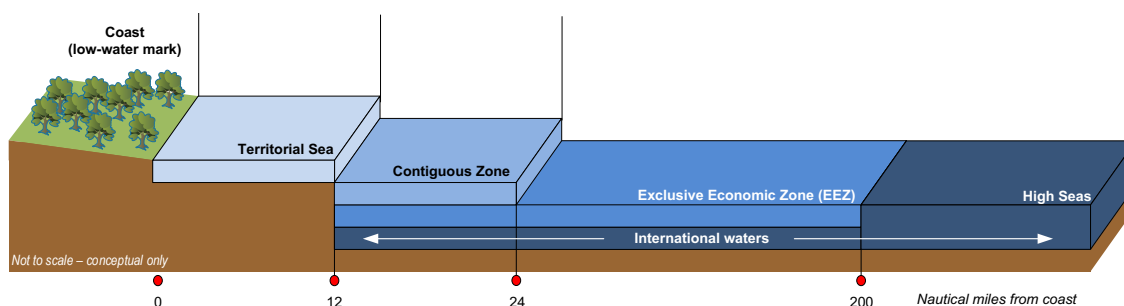 Coast
(low-water mark)
Territorial Sea
Contiguous Zone
Exclusive Economic Zone (EEZ)
High Seas
International waters
Not to scale – conceptual only
0
12
24
200
Nautical miles from coast